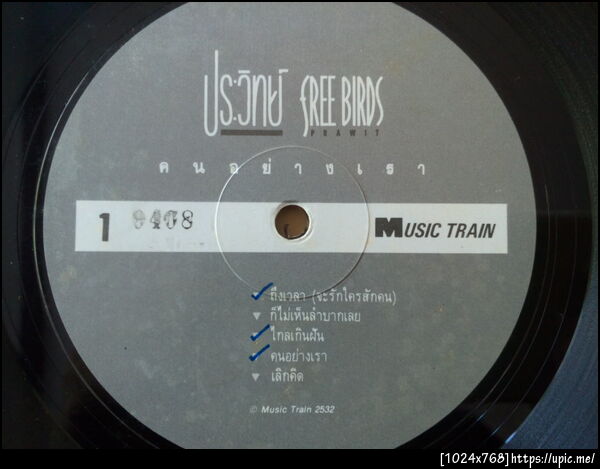 ประวิทย์ FREE BIRDS
PRAWIT
คนอย่างเรา
1 0408 MUSIC TRAIN
ถึงเวลา (จะรักใครสักคน)
ก็ไม่เห็นลำบากเลย
ไกลเกินฝัน
คนอย่างเรา
เลิกคิด
© Music Train 2532
[1024x768]https://upic.me/